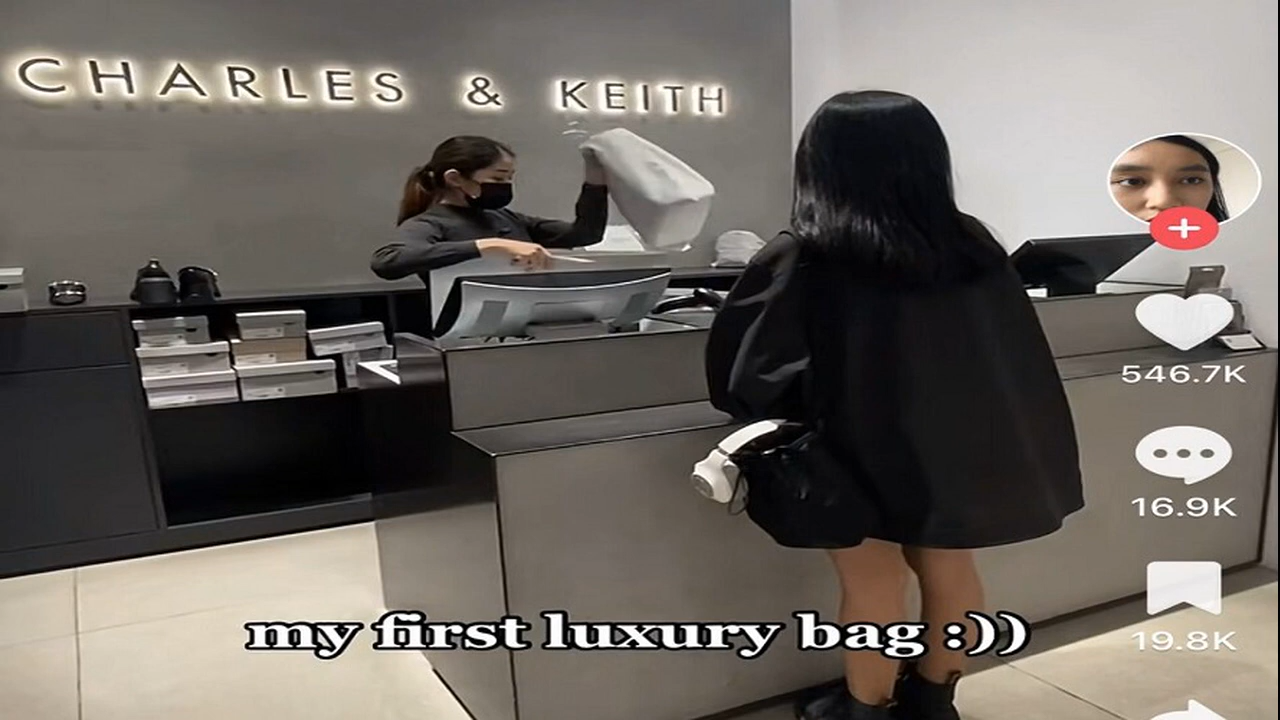 CHARLES & KEITH
546.7K
16.9K
my first luxury bag :))
19.8K